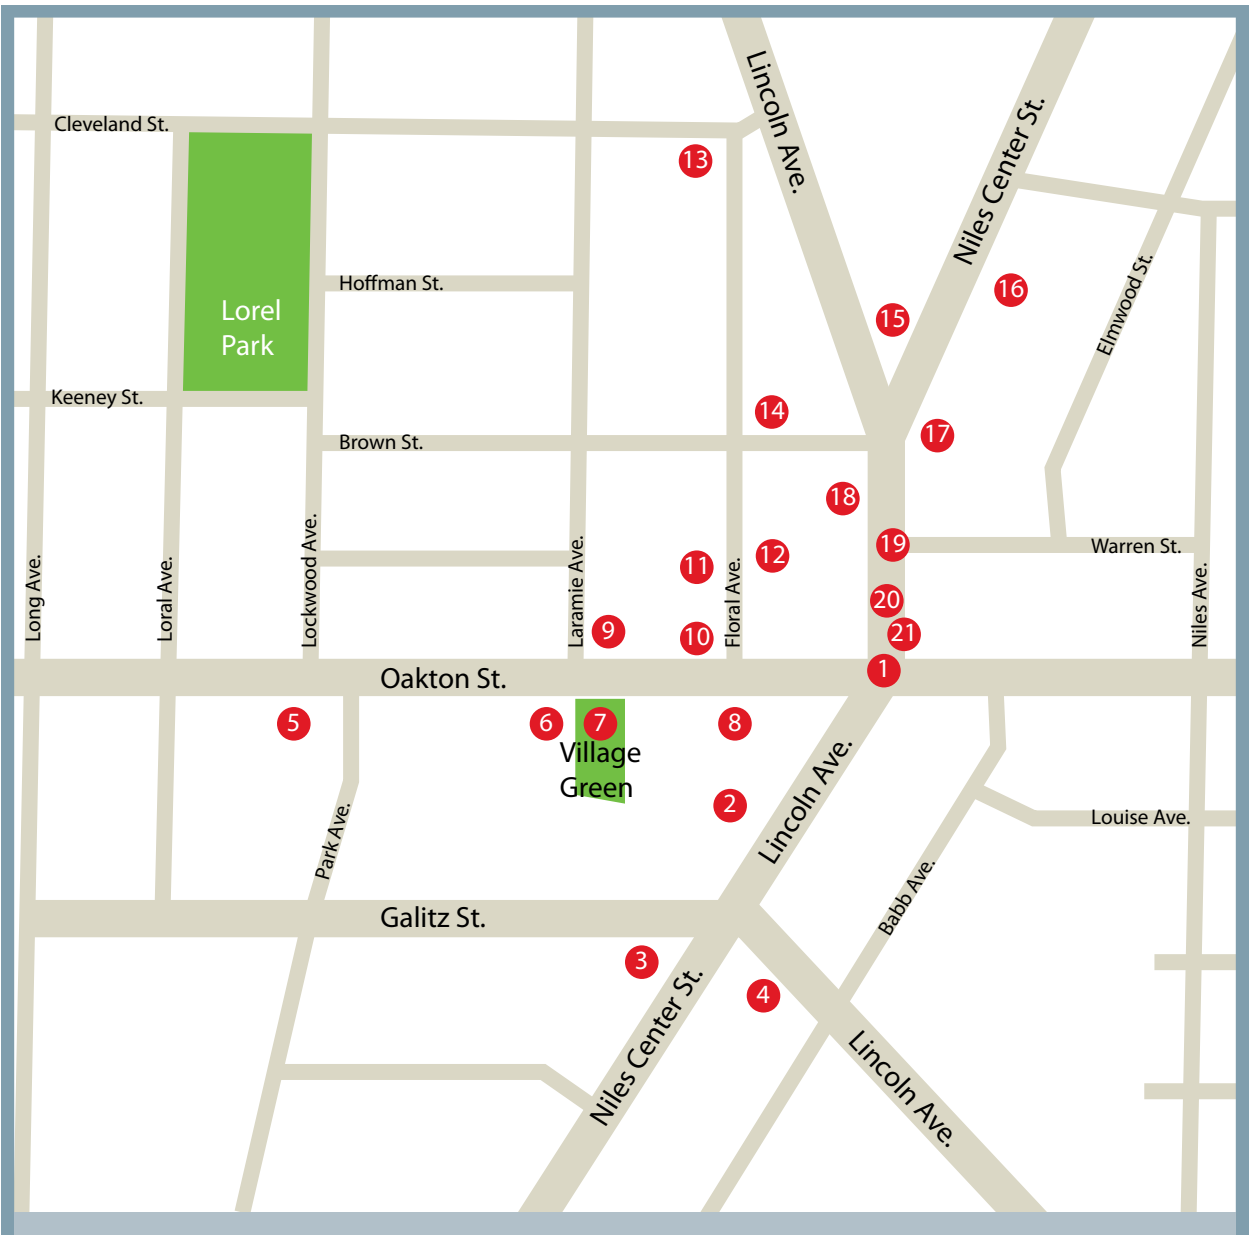 Lincoln Ave.
Niles Center St.
Cleveland St.
13
Elmwood St.
Hoffman St.
16
Lorel
Park
15
Keeney St.
14
17
Brown St.
18
Long Ave.
Loral Ave.
Lockwood Ave.
Laramie Ave.
11
Floral Ave.
12
19
Warren St.
Niles Ave.
20
9
10
21
1
Oakton St.
5
6
7
8
Village
Green
2
Lincoln Ave.
Park Ave.
Louise Ave.
Babb Ave.
Galitz St.
3
4
Niles Center St.
Lincoln Ave.